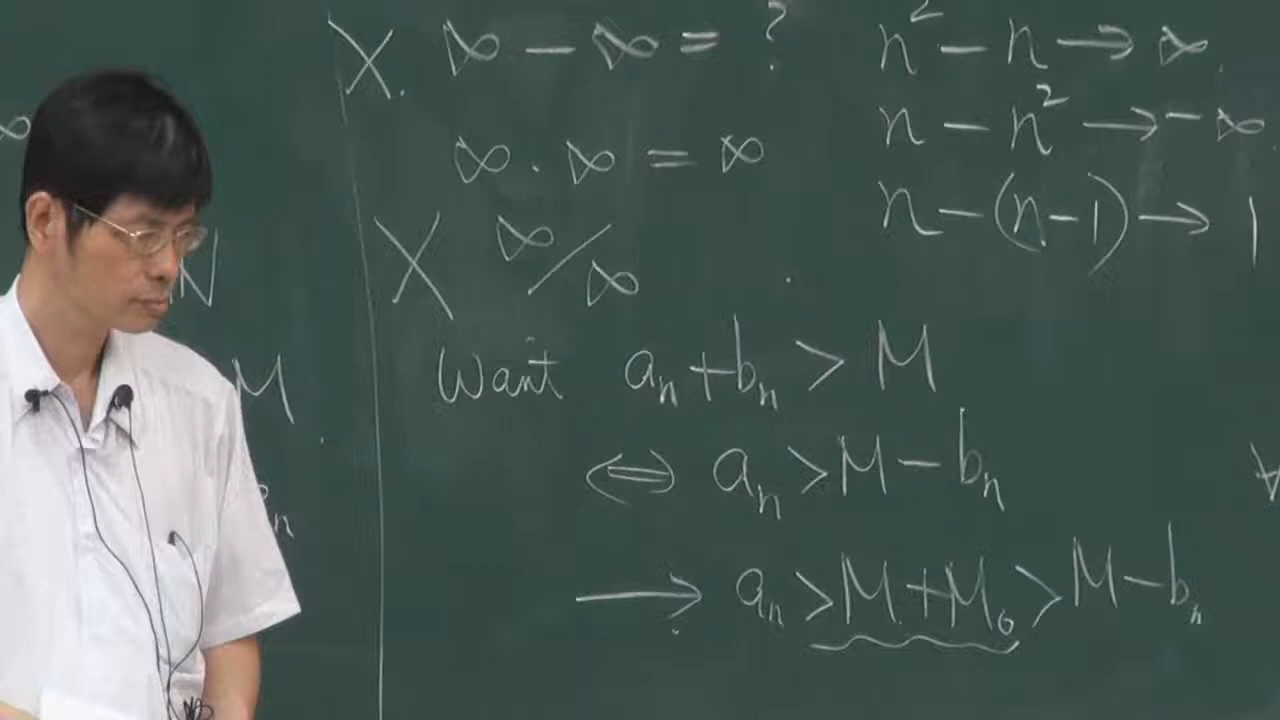 ∞
N
M
n
X. ∞ − ∞ = ?
∞ · ∞ = ∞
X ∞/∞
Want aₙ + bₙ > M
⟺ aₙ > M − bₙ
⟶ aₙ > M + M₀ > M − bₙ
n² − n → ∞.
n − n² → −∞
n − (n − 1) → 1
∀